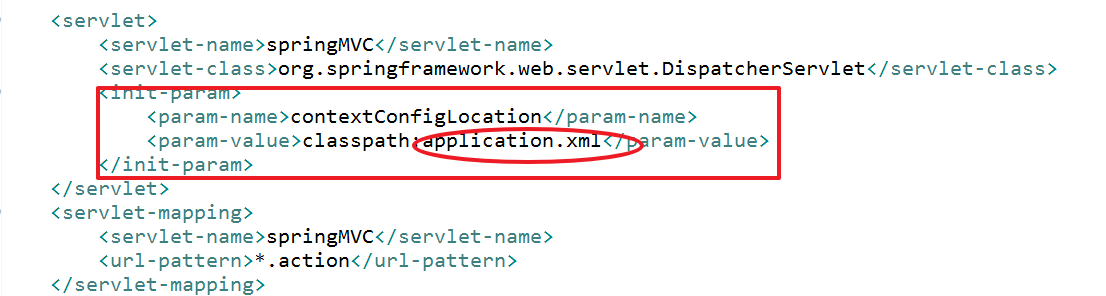 <servlet>
<servlet-name>springMVC</servlet-name>
<servlet-class>org.springframework.web.servlet.DispatcherServlet</servlet-class>
<init-param>
<param-name>contextConfigLocation</param-name>
<param-value>classpath:application.xml</param-value>
</init-param>
</servlet>
<servlet-mapping>
<servlet-name>springMVC</servlet-name>
<url-pattern>*.action</url-pattern>
</servlet-mapping>